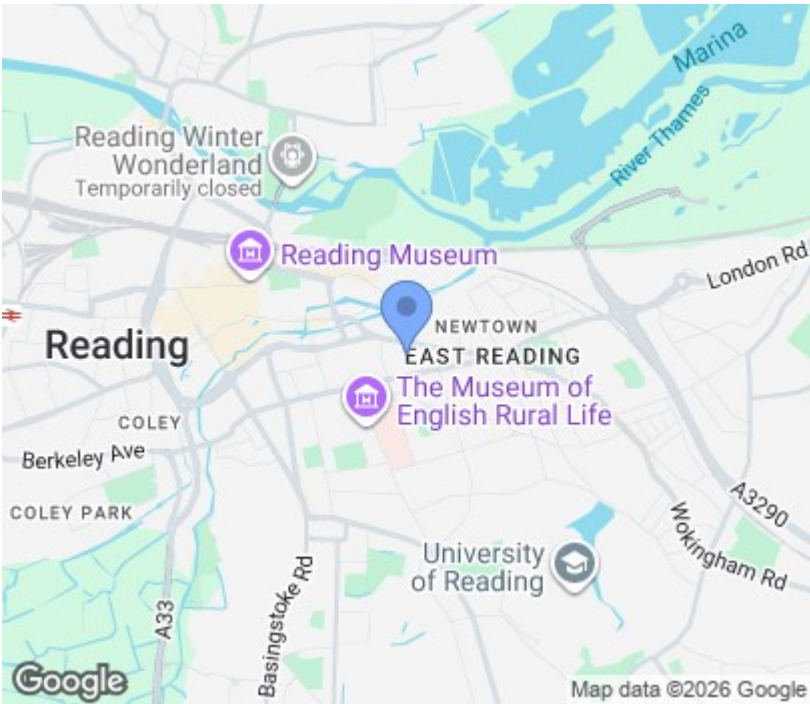 Marina
River Thames
Reading Winter
Wonderland
Temporarily closed
Reading Museum
London Rd
NEWTOWN
Reading
EAST READING
The Museum of
English Rural Life
COLEY
Berkeley Ave
A3290
COLEY PARK
Wokingham Rd
University
of Reading
Basingstoke Rd
A33
Google
Map data ©2026 Google